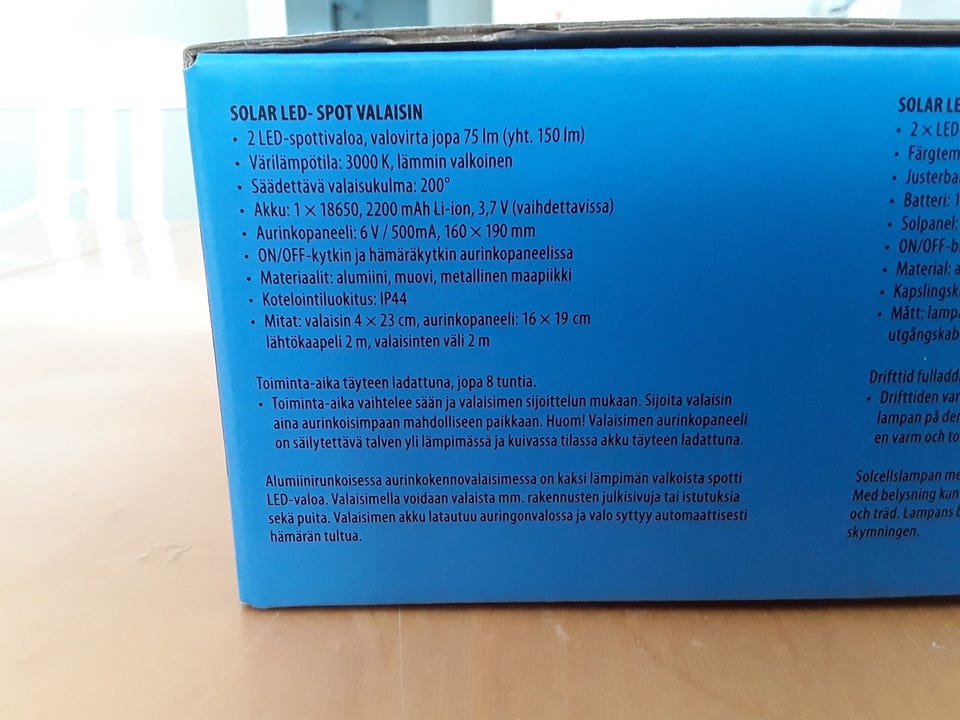 SOLAR LED- SPOT VALAISIN
• 2 LED-spottivaloa, valovirta jopa 75 lm (yht. 150 lm)
• Värilämpötila: 3000 K, lämmin valkoinen
• Säädettävä valaisukulma: 200°
• Akku: 1 × 18650, 2200 mAh Li-ion, 3,7 V (vaihdettavissa)
• Aurinkopaneeli: 6 V / 500mA, 160 × 190 mm
• ON/OFF-kytkin ja hämäräkytkin aurinkopaneelissa
• Materiaalit: alumiini, muovi, metallinen maapiikki
• Kotelointiluokitus: IP44
• Mitat: valaisin 4 × 23 cm, aurinkopaneeli: 16 × 19 cm
lähtökaapeli 2 m, valaisinten väli 2 m
Toiminta-aika täyteen ladattuna, jopa 8 tuntia.
• Toiminta-aika vaihtelee sään ja valaisimen sijoittelun mukaan. Sijoita valaisin
aina aurinkoisimpaan mahdolliseen paikkaan. Huom! Valaisimen aurinkopaneeli
on säilytettävä talven yli lämpimässä ja kuivassa tilassa akku täyteen ladattuna.
Alumiinirunkoisessa aurinkokennovalaisimessa on kaksi lämpimän valkoista spotti
LED-valoa. Valaisimella voidaan valaista mm. rakennusten julkisivuja tai istutuksia
sekä puita. Valaisimen akku latautuu auringonvalossa ja valo syttyy automaattisesti
hämärän tultua.
SOLAR LE
• 2 × LED-
• Färgtem
• Justerba
• Batteri: 1
• Solpanel:
• ON/OFF-b
• Material: a
• Kapslingsk
• Mått: lamp
utgångskab
Drifttid fulladd
• Drifttiden var
lampan på der
en varm och to
Solcellslampan me
Med belysning kan
och träd. Lampans b
skymningen.